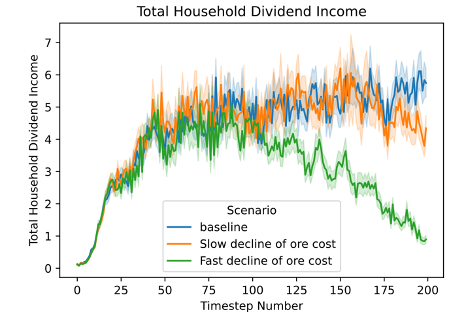 Total Household Dividend Income
Total Household Dividend Income
7
6
5
4
3
2
1
0
Scenario
baseline
Slow decline of ore cost
Fast decline of ore cost
0 25 50 75 100 125 150 175 200
Timestep Number